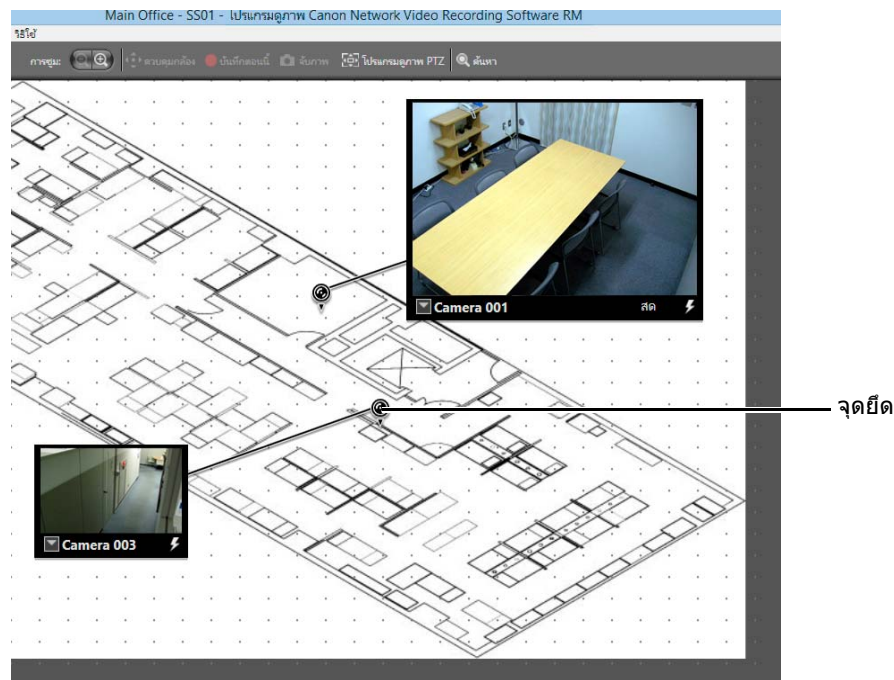 Main Office - SS01 - โปรแกรมดูภาพ Canon Network Video Recording Software RM
วิธีใช้
การซูม: ควบคุมกล้อง บันทึกตอนนี้ จับภาพ โปรแกรมดูภาพ PTZ ค้นหา
Camera 001 สด
จุดยึด
Camera 003